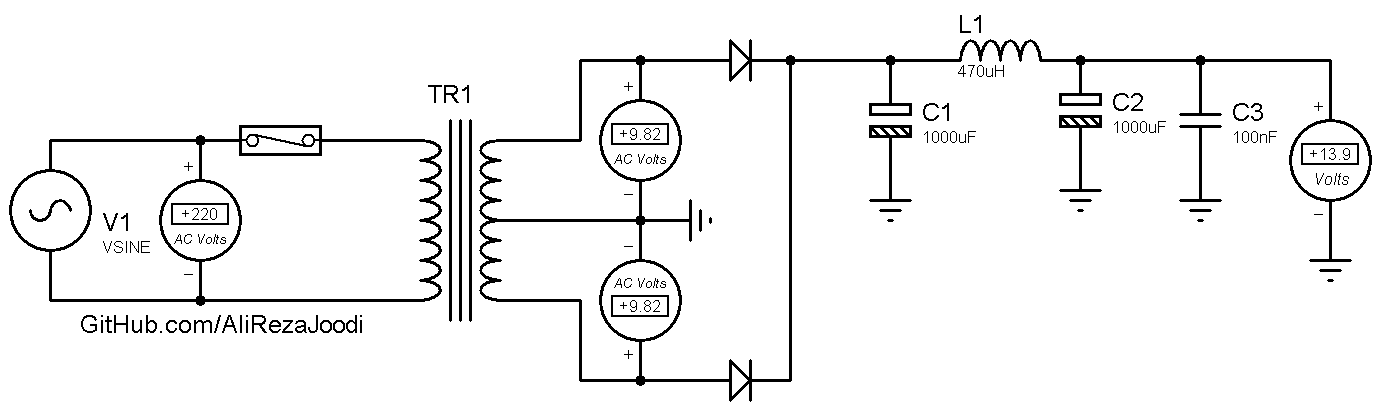 L1
470uH
TR1
+9.82
AC Volts
C1
1000uF
C2
1000uF
C3
100nF
+13.9
Volts
V1
VSINE
+220
AC Volts
AC Volts
+9.82
GitHub.com/AliRezaJoodi